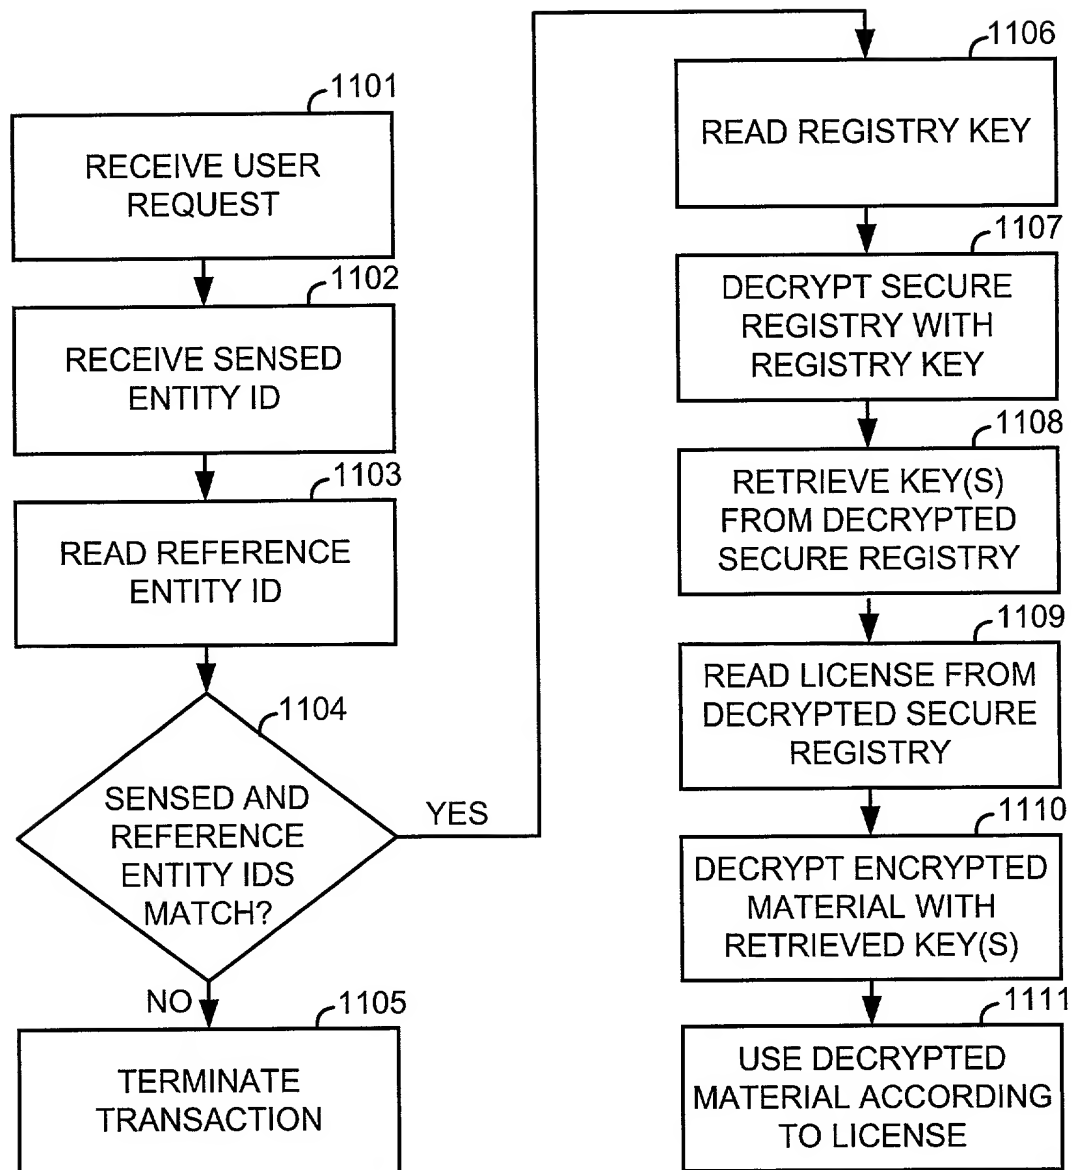 1101
RECEIVE USER
REQUEST
1102
RECEIVE SENSED
ENTITY ID
1103
READ REFERENCE
ENTITY ID
1104
SENSED AND
REFERENCE
ENTITY IDS
MATCH?
YES
NO
1105
TERMINATE
TRANSACTION
1106
READ REGISTRY KEY
1107
DECRYPT SECURE
REGISTRY WITH
REGISTRY KEY
1108
RETRIEVE KEY(S)
FROM DECRYPTED
SECURE REGISTRY
1109
READ LICENSE FROM
DECRYPTED SECURE
REGISTRY
1110
DECRYPT ENCRYPTED
MATERIAL WITH
RETRIEVED KEY(S)
1111
USE DECRYPTED
MATERIAL ACCORDING
TO LICENSE